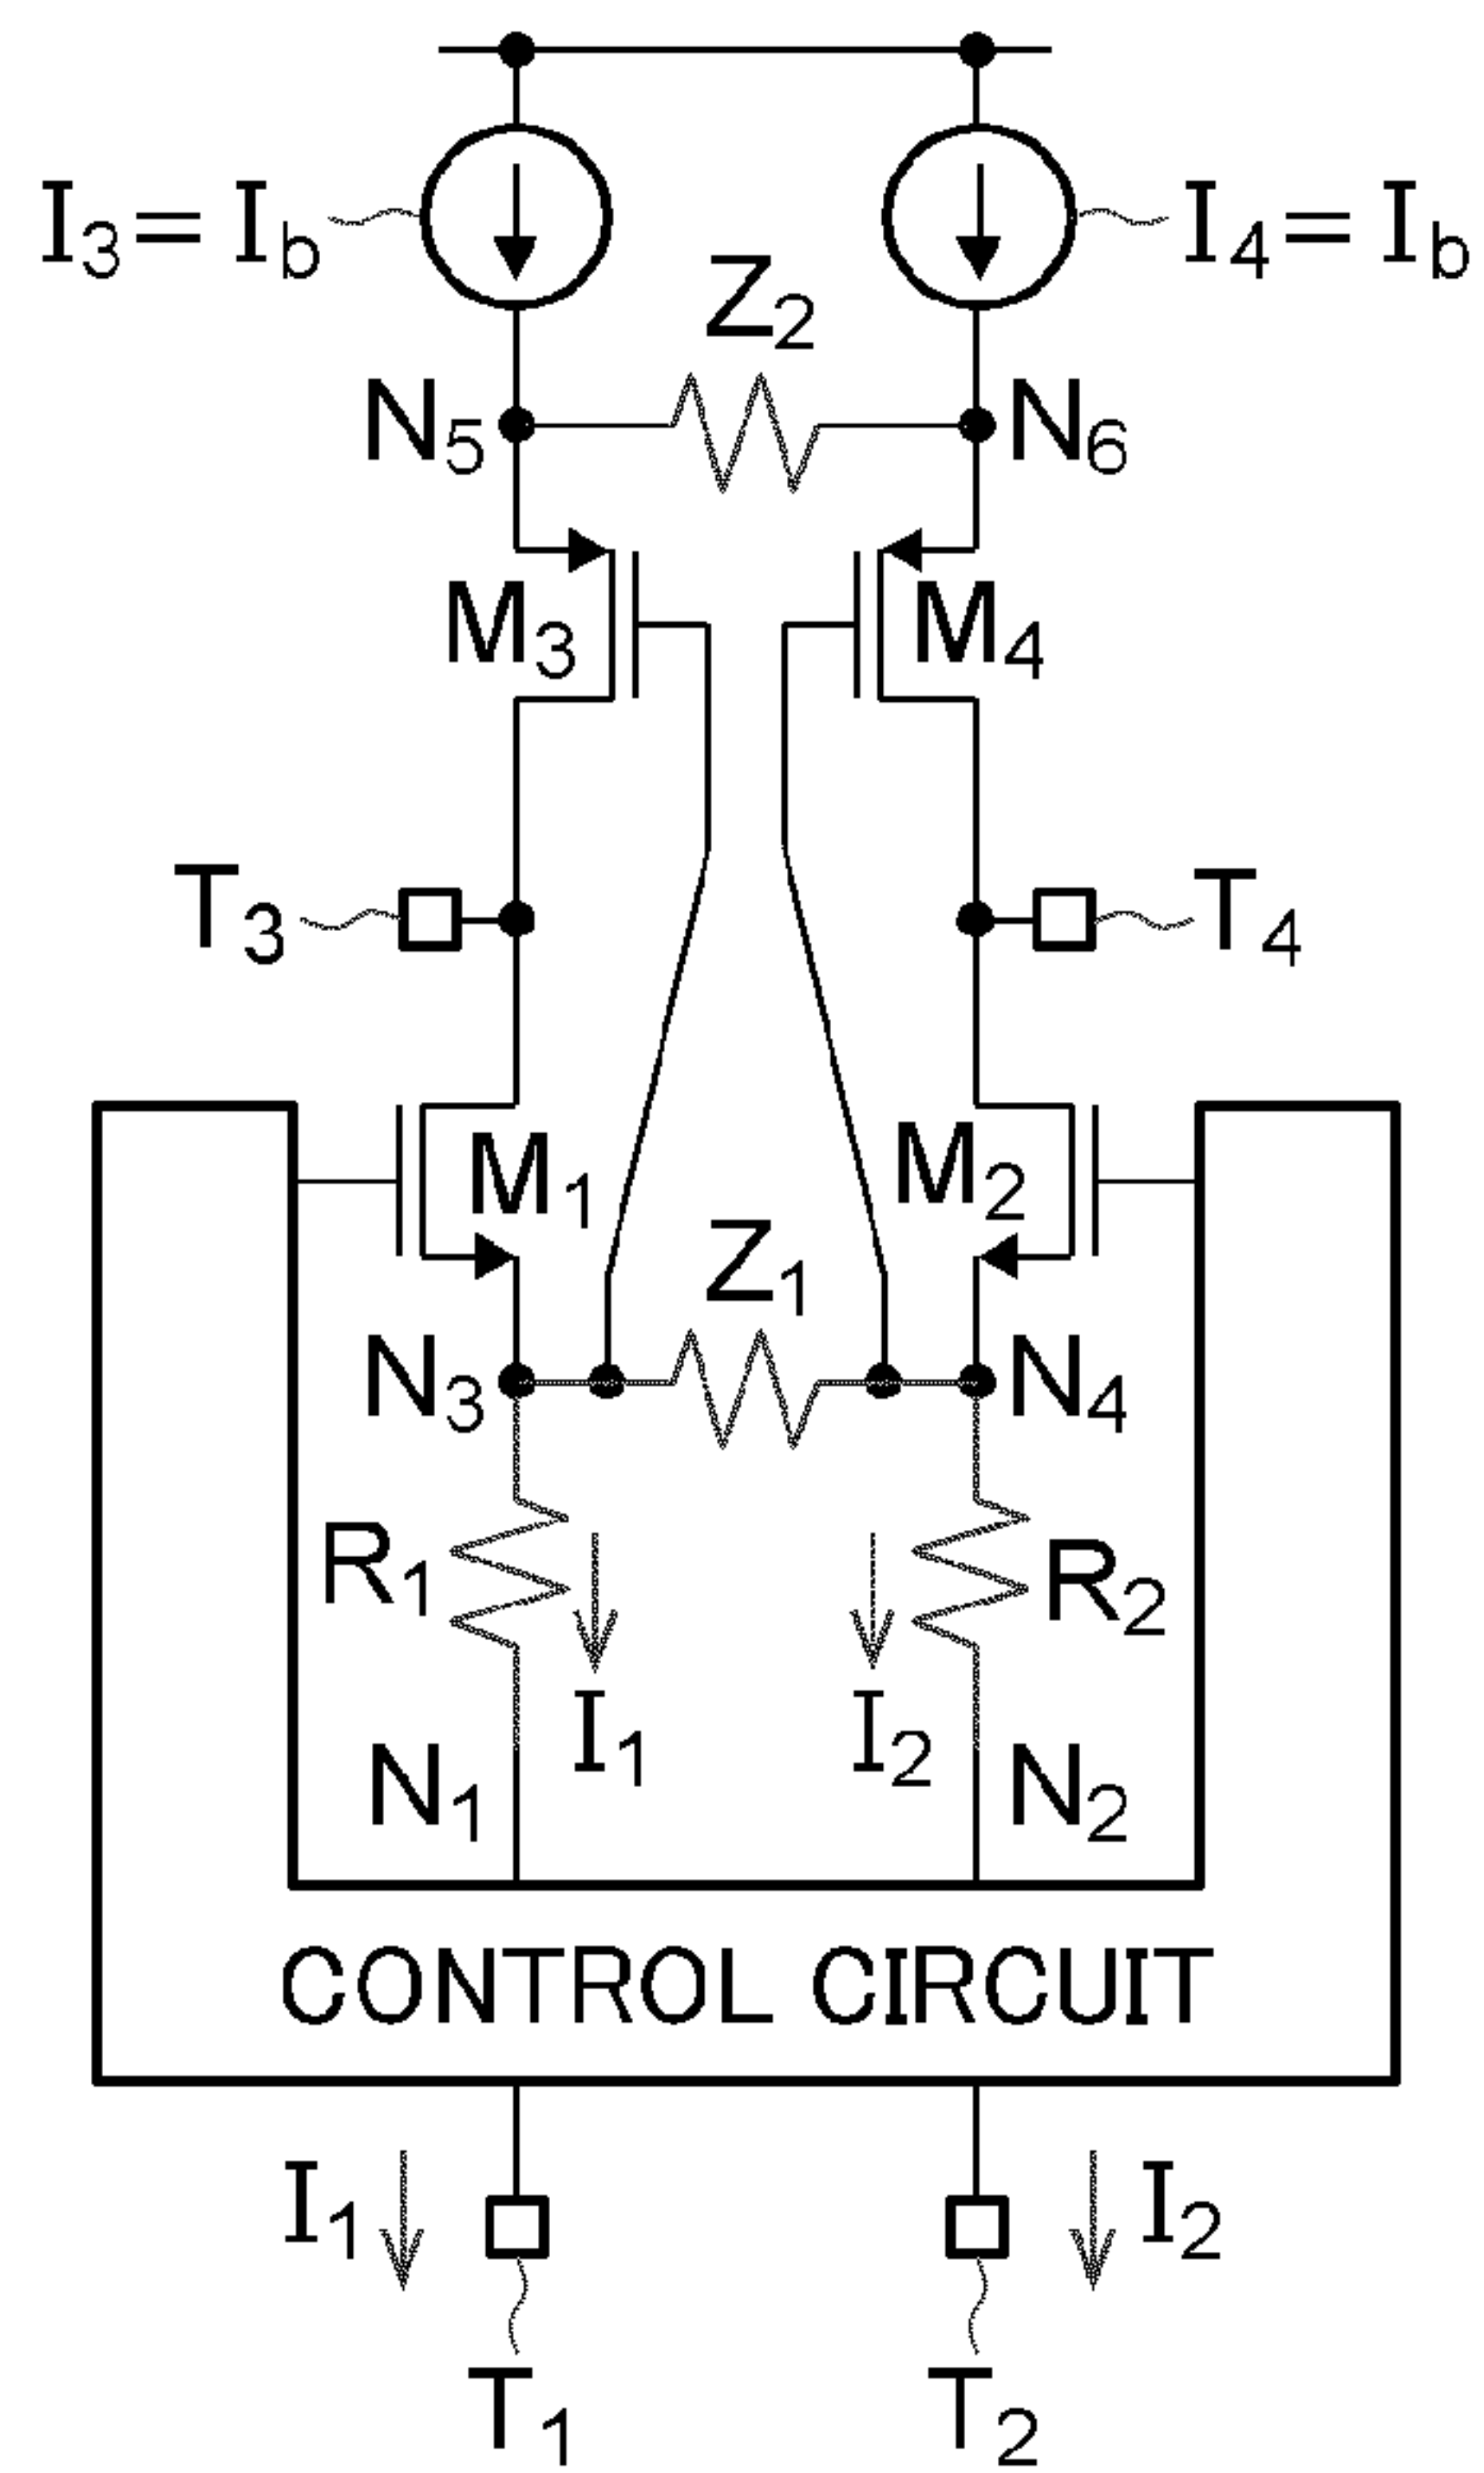 I3=Ib
I4=Ib
Z2
N5
N6
M3
M4
T3
T4
M1
M2
Z1
N3
N4
R1
R2
I1
I2
N1
N2
CONTROL CIRCUIT
I1
I2
T1
T2